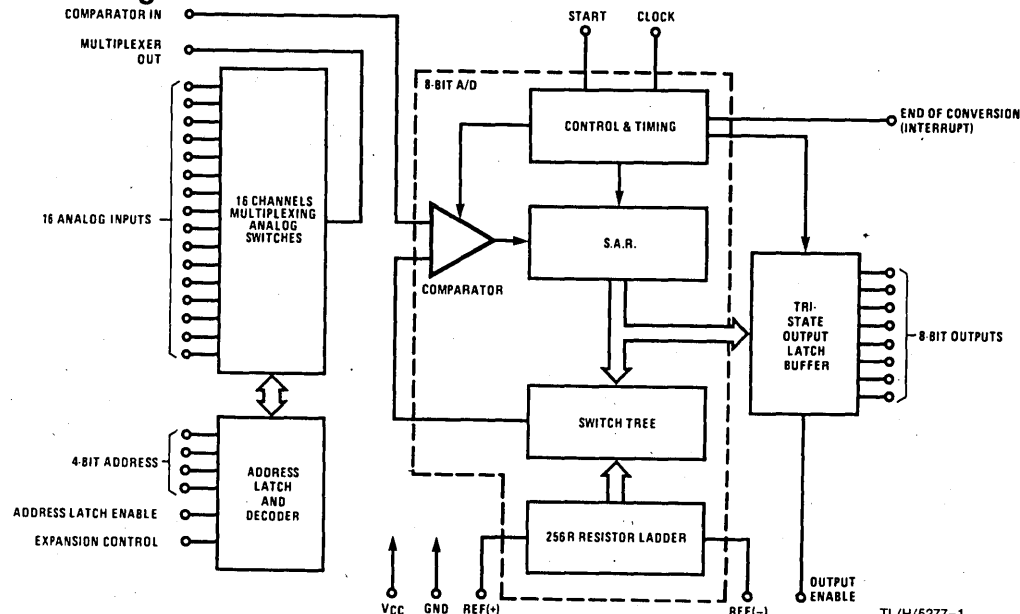 COMPARATOR IN
MULTIPLEXER
OUT
START
CLOCK
8-BIT A/D
CONTROL & TIMING
END OF CONVERSION
(INTERRUPT)
16 ANALOG INPUTS
16 CHANNELS
MULTIPLEXING
ANALOG
SWITCHES
S.A.R.
COMPARATOR
TRI-
STATE
OUTPUT
LATCH
BUFFER
8-BIT OUTPUTS
SWITCH TREE
4-BIT ADDRESS
ADDRESS
LATCH
AND
DECODER
ADDRESS LATCH ENABLE
EXPANSION CONTROL
256R RESISTOR LADDER
VCC
GND
REF(+)
REF(−)
OUTPUT
ENABLE
TL/H/5277-1